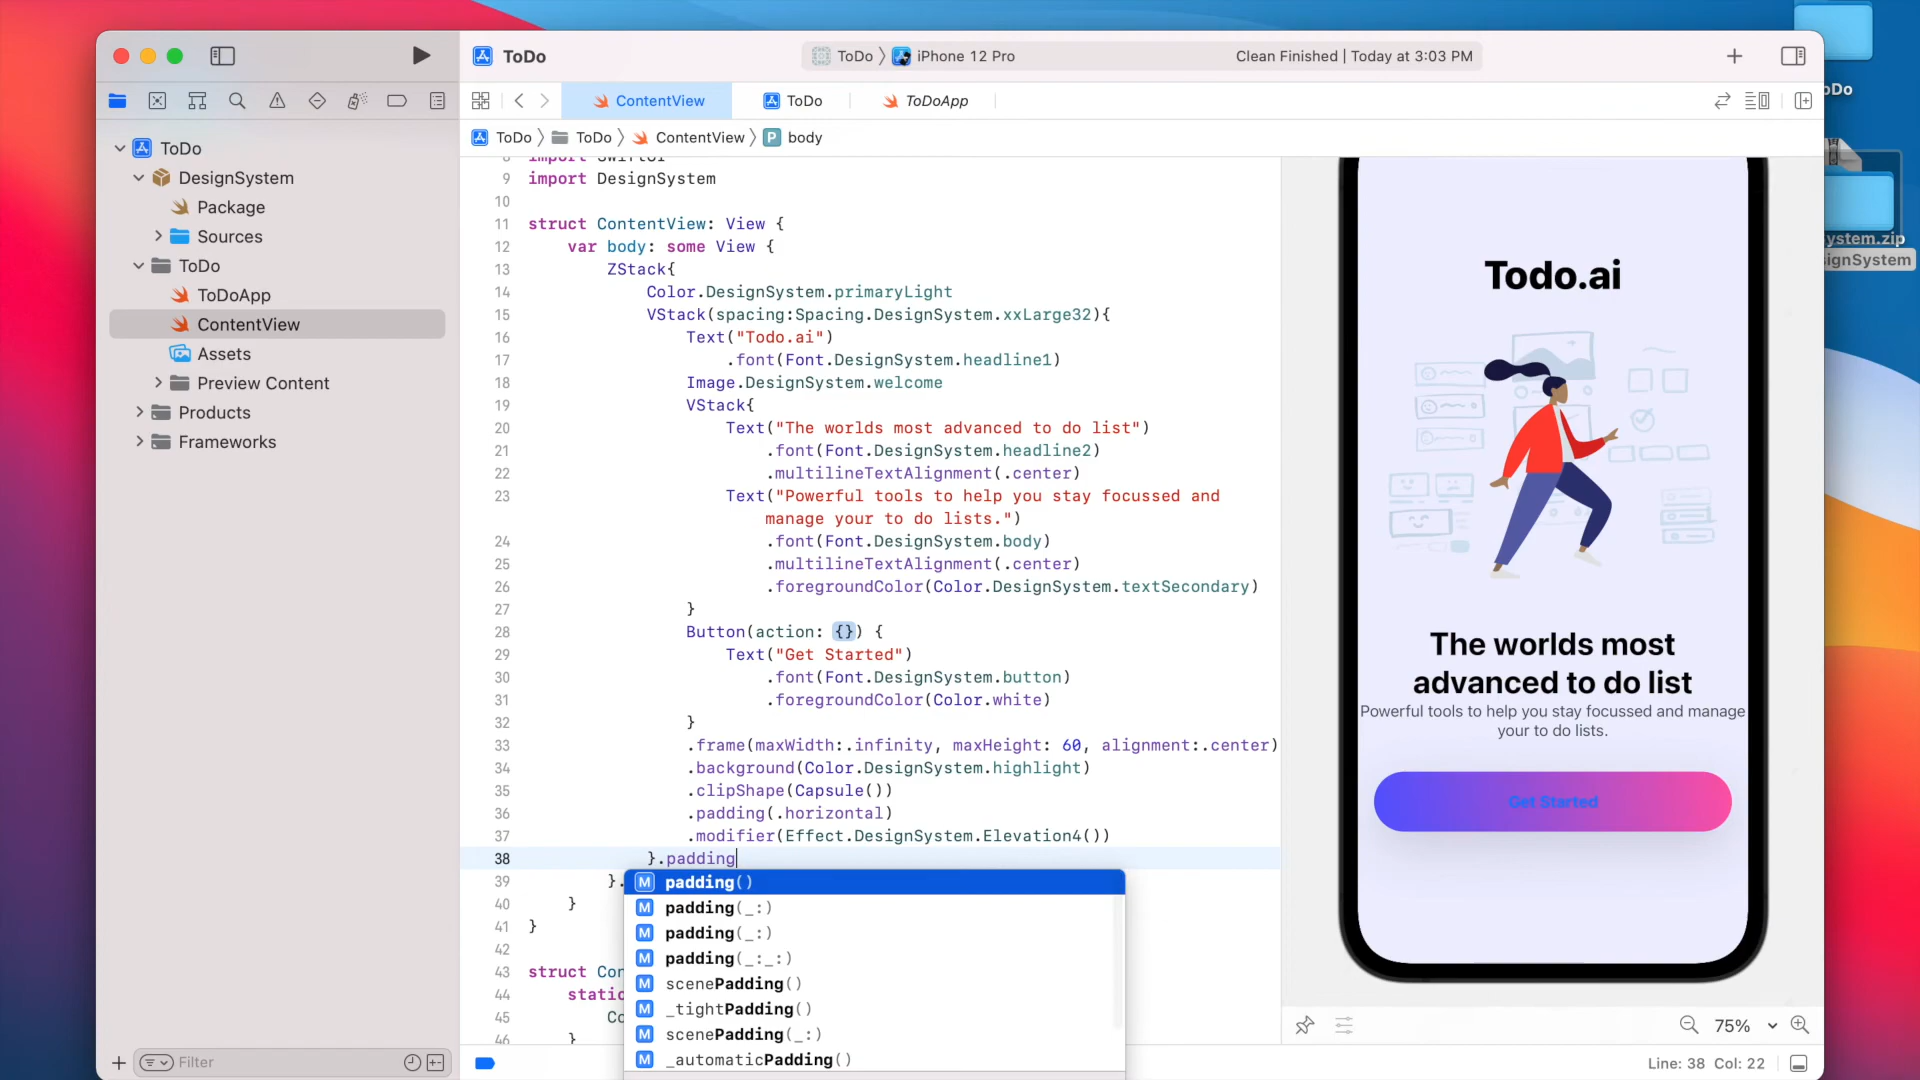 ToDo
ToDo
iPhone 12 Pro
Clean Finished | Today at 3:03 PM
ContentView
ToDo
ToDoApp
ToDo
ToDo
ContentView
P
body
oDo
ystem.zip
ignSystem
ToDo
DesignSystem
Package
Sources
ToDo
ToDoApp
ContentView
Assets
Preview Content
Products
Frameworks
Filter
8 import SwiftUI
9 import DesignSystem
10
11 struct ContentView: View {
12 var body: some View {
13 ZStack{
14 Color.DesignSystem.primaryLight
15 VStack(spacing:Spacing.DesignSystem.xxLarge32){
16 Text("Todo.ai")
17 .font(Font.DesignSystem.headline1)
18 Image.DesignSystem.welcome
19 VStack{
20 Text("The worlds most advanced to do list")
21 .font(Font.DesignSystem.headline2)
22 .multilineTextAlignment(.center)
23 Text("Powerful tools to help you stay focussed and
manage your to do lists.")
24 .font(Font.DesignSystem.body)
25 .multilineTextAlignment(.center)
26 .foregroundColor(Color.DesignSystem.textSecondary)
27 }
28 Button(action: {}) {
29 Text("Get Started")
30 .font(Font.DesignSystem.button)
31 .foregroundColor(Color.white)
32 }
33 .frame(maxWidth:.infinity, maxHeight: 60, alignment:.center)
34 .background(Color.DesignSystem.highlight)
35 .clipShape(Capsule())
36 .padding(.horizontal)
37 .modifier(Effect.DesignSystem.Elevation4())
38 }.padding
39 }.
40 }
41 }
42
43 struct Con
44 static
45 Co
46 }
M padding()
M padding(_:)
M padding(_:)
M padding(_:_:)
M scenePadding()
M _tightPadding()
M scenePadding(_:)
M _automaticPadding()
Todo.ai
The worlds most
advanced to do list
Powerful tools to help you stay focussed and manage
your to do lists.
Get Started
75%
Line: 38 Col: 22